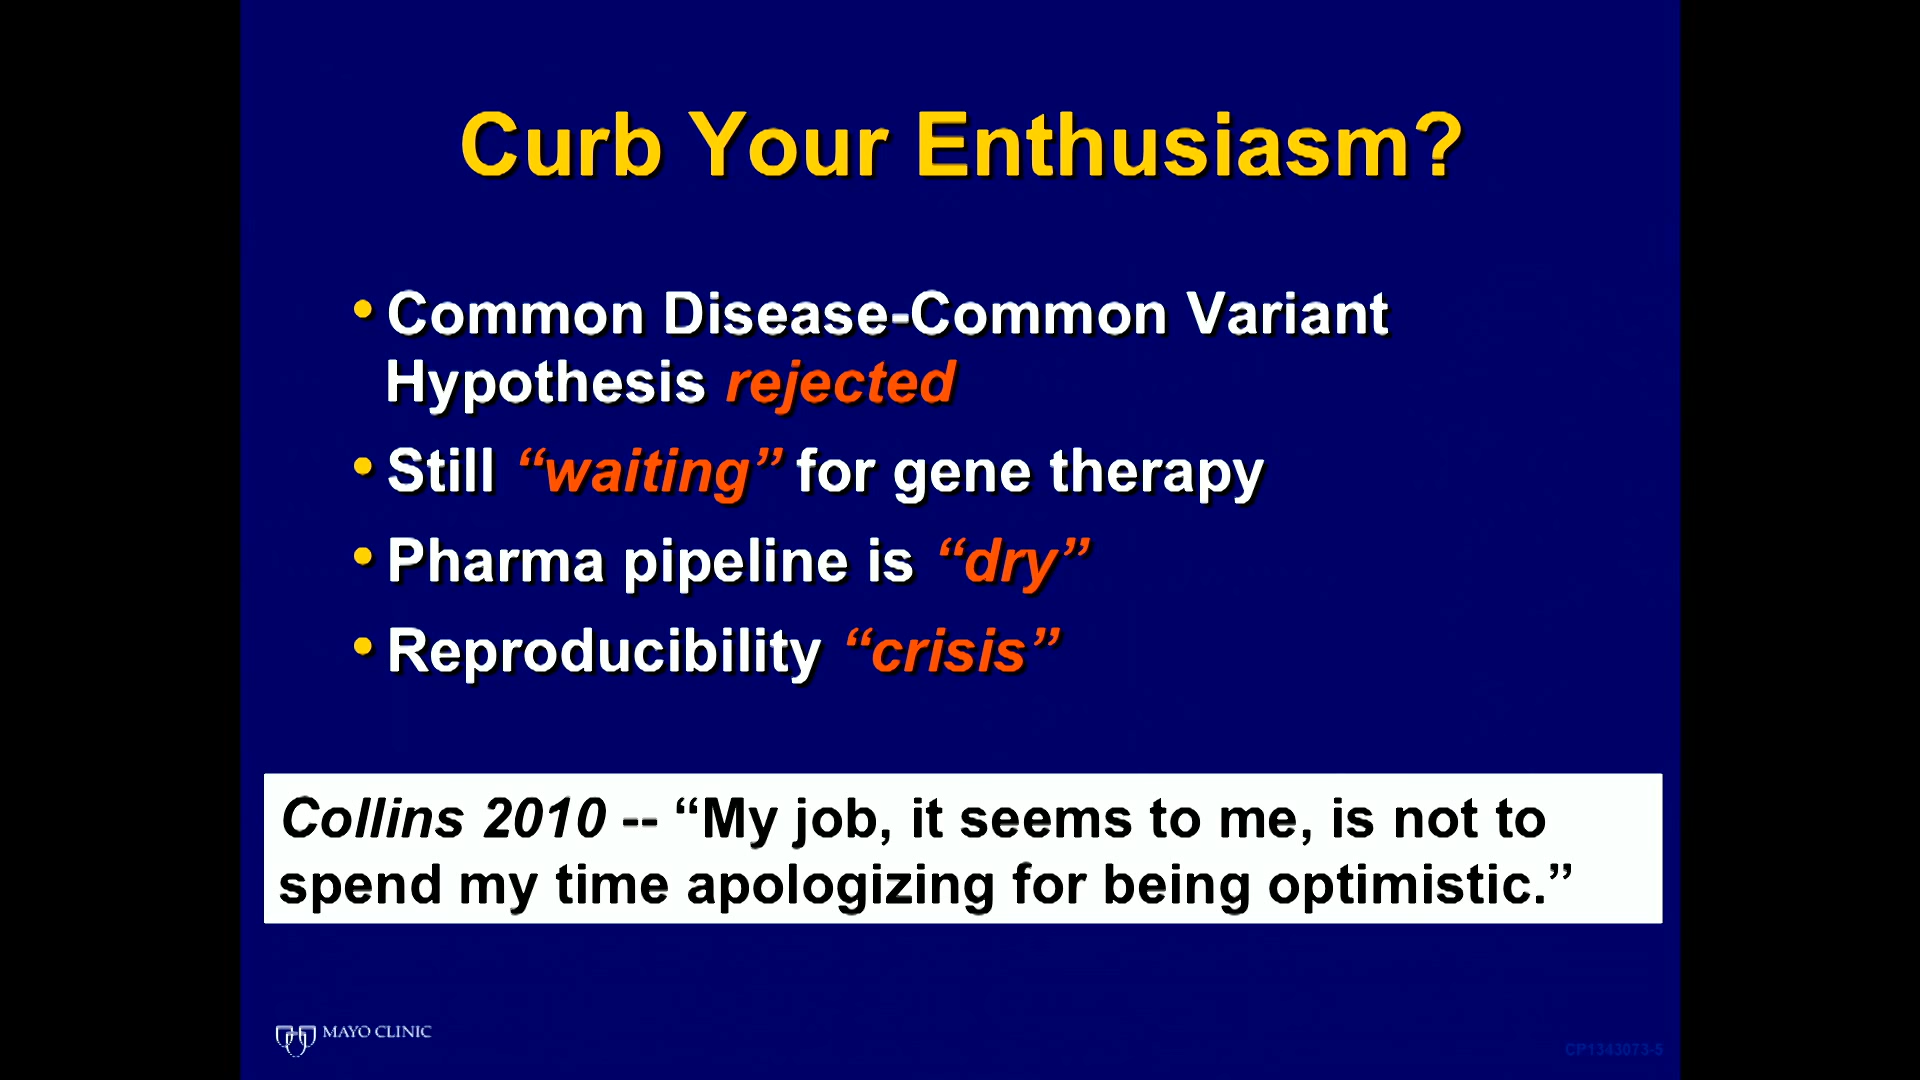 Curb Your Enthusiasm?
• Common Disease-Common Variant
Hypothesis rejected
• Still “waiting” for gene therapy
• Pharma pipeline is “dry”
• Reproducibility “crisis”
Collins 2010 -- “My job, it seems to me, is not to
spend my time apologizing for being optimistic.”
MAYO CLINIC
CP1343073-5